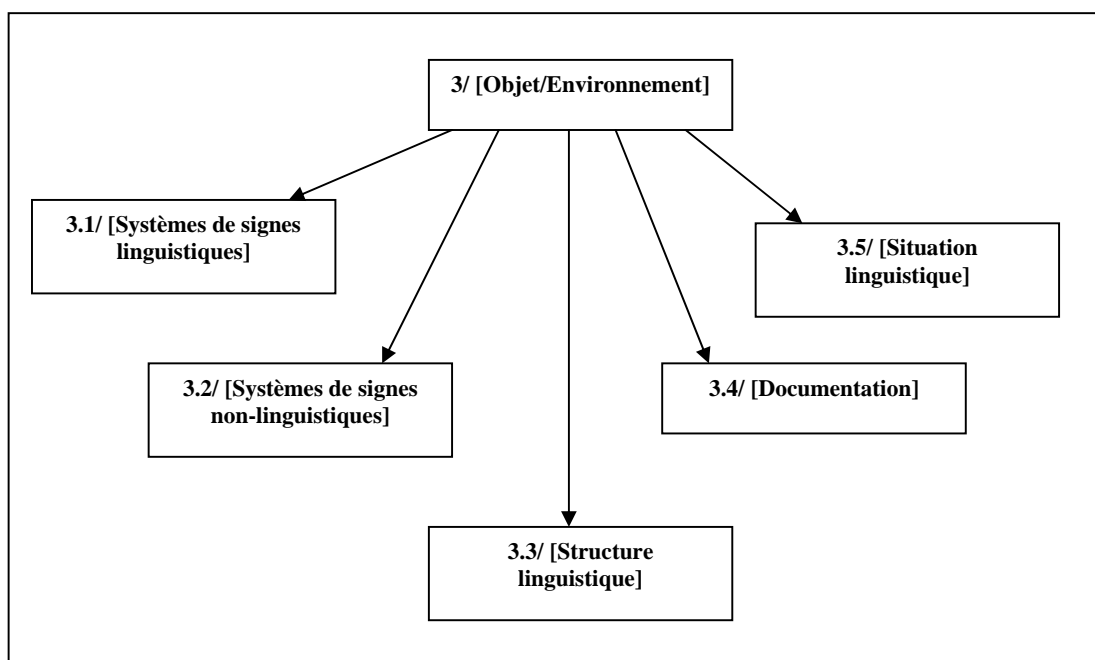 3/ [Objet/Environnement]
3.1/ [Systèmes de signes
linguistiques]
3.2/ [Systèmes de signes
non-linguistiques]
3.3/ [Structure
linguistique]
3.4/ [Documentation]
3.5/ [Situation
linguistique]